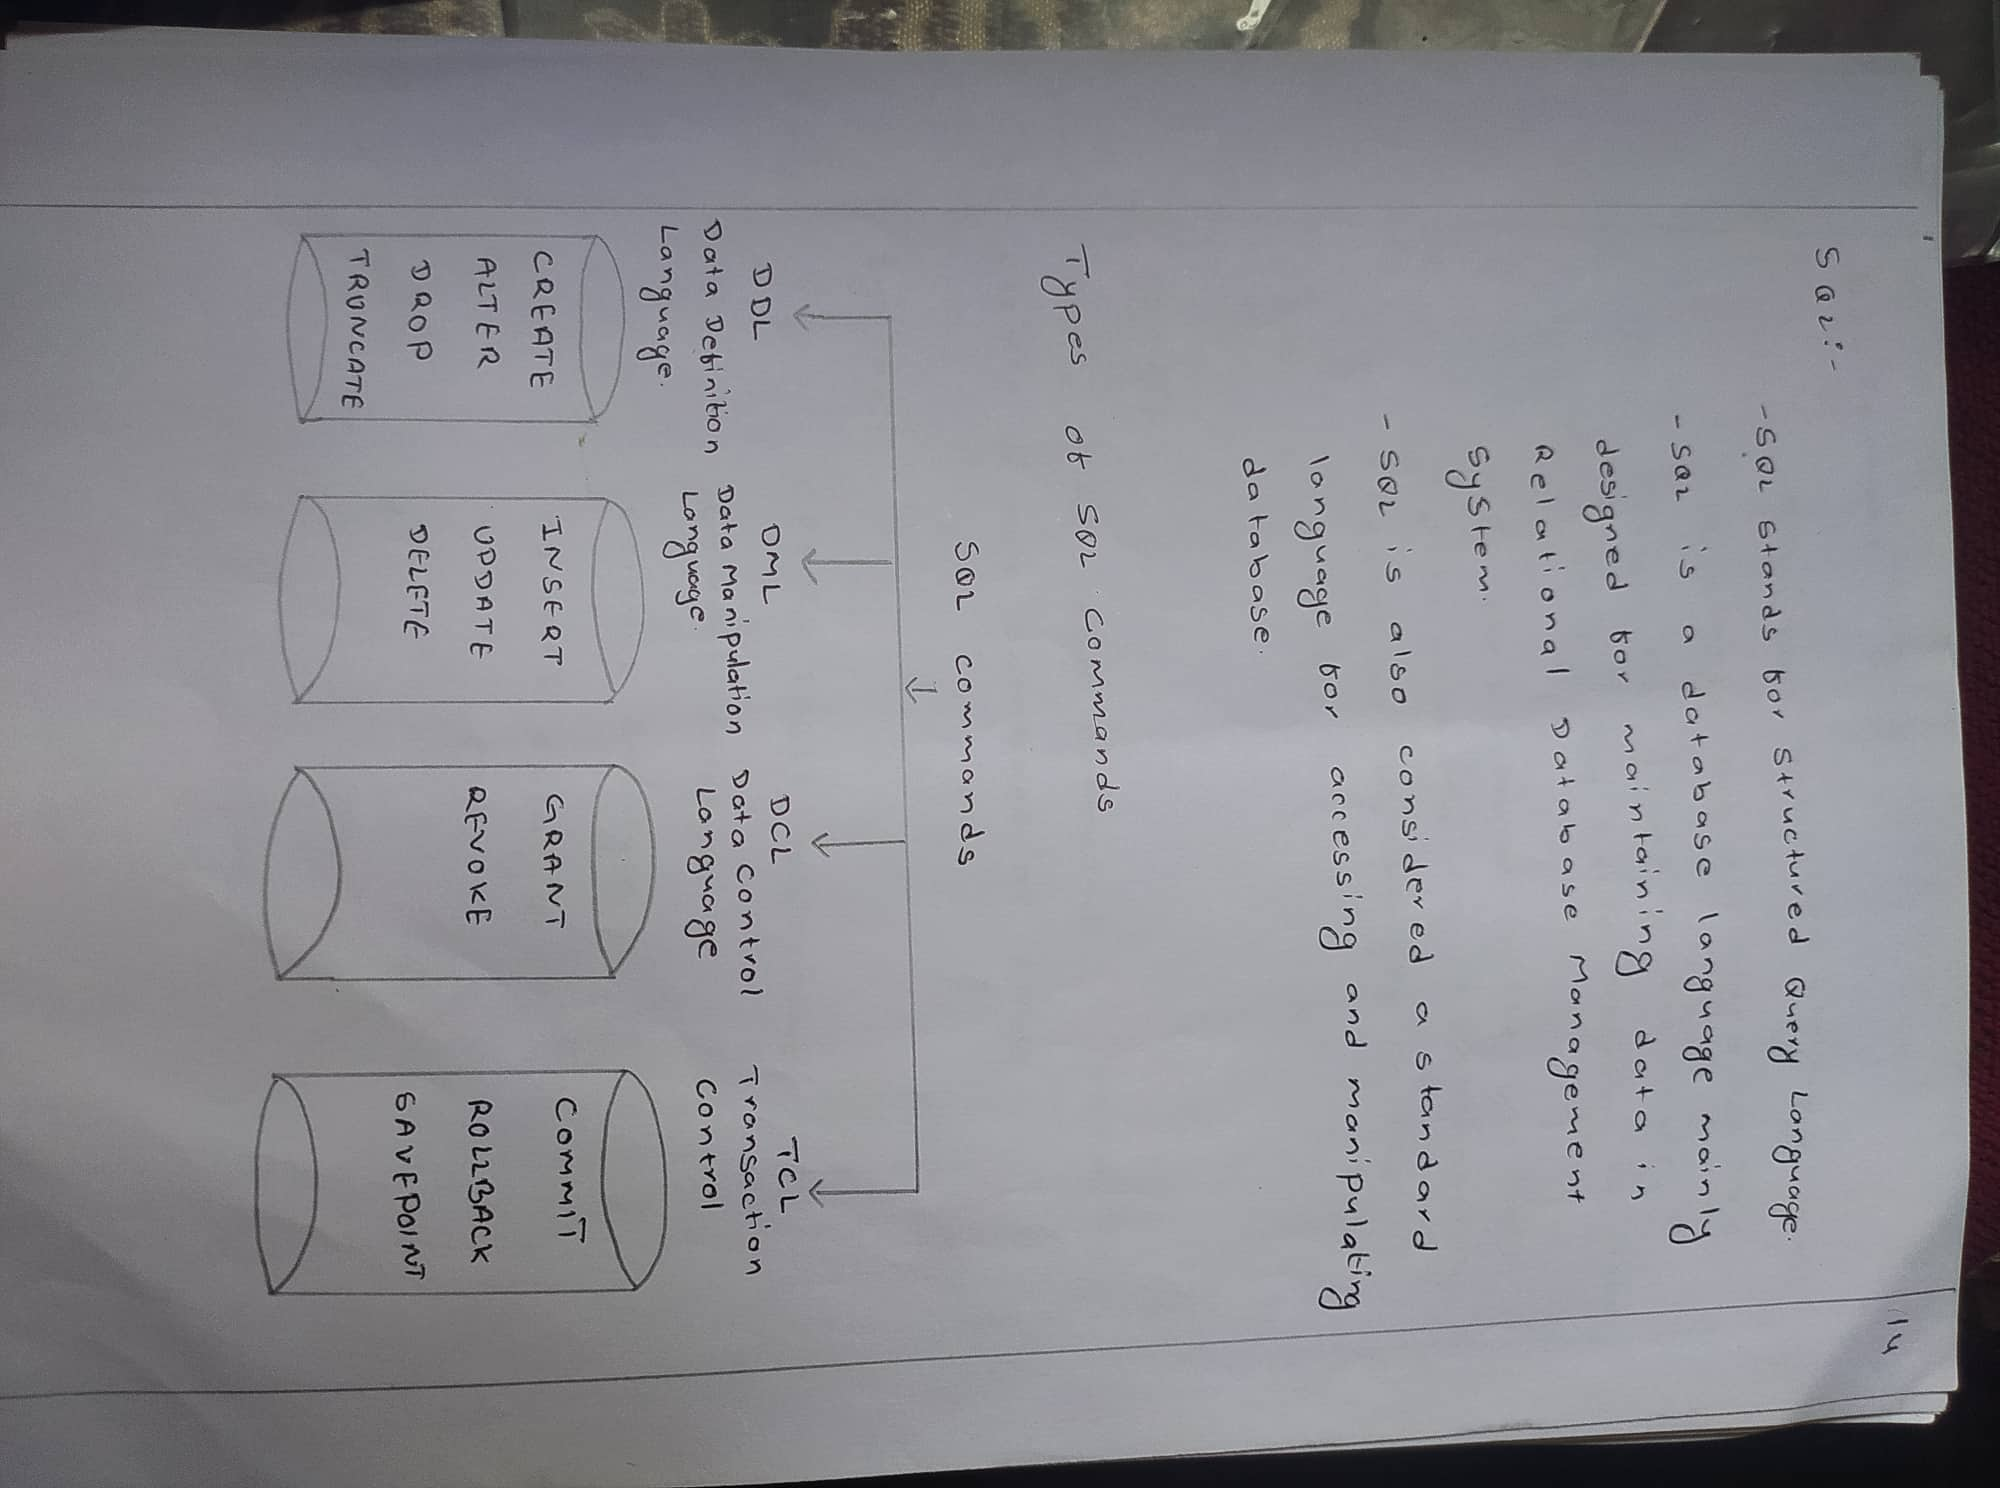 14
SQL:-
- SQL stands for Structured Query Language.
- SQL is a database language mainly
designed for maintaining data in
Relational Database Management
System.
- SQL is also considered a standard
language for accessing and manipulating
database.
Types of SQL Commands
SQL commands
DDL DML DCL TCL
Data Definition Data Manipulation Data Control Transaction
Language. Language. Language Control
CREATE INSERT GRANT COMMIT
ALTER UPDATE REVOKE ROLLBACK
DROP DELETE SAVEPOINT
TRUNCATE